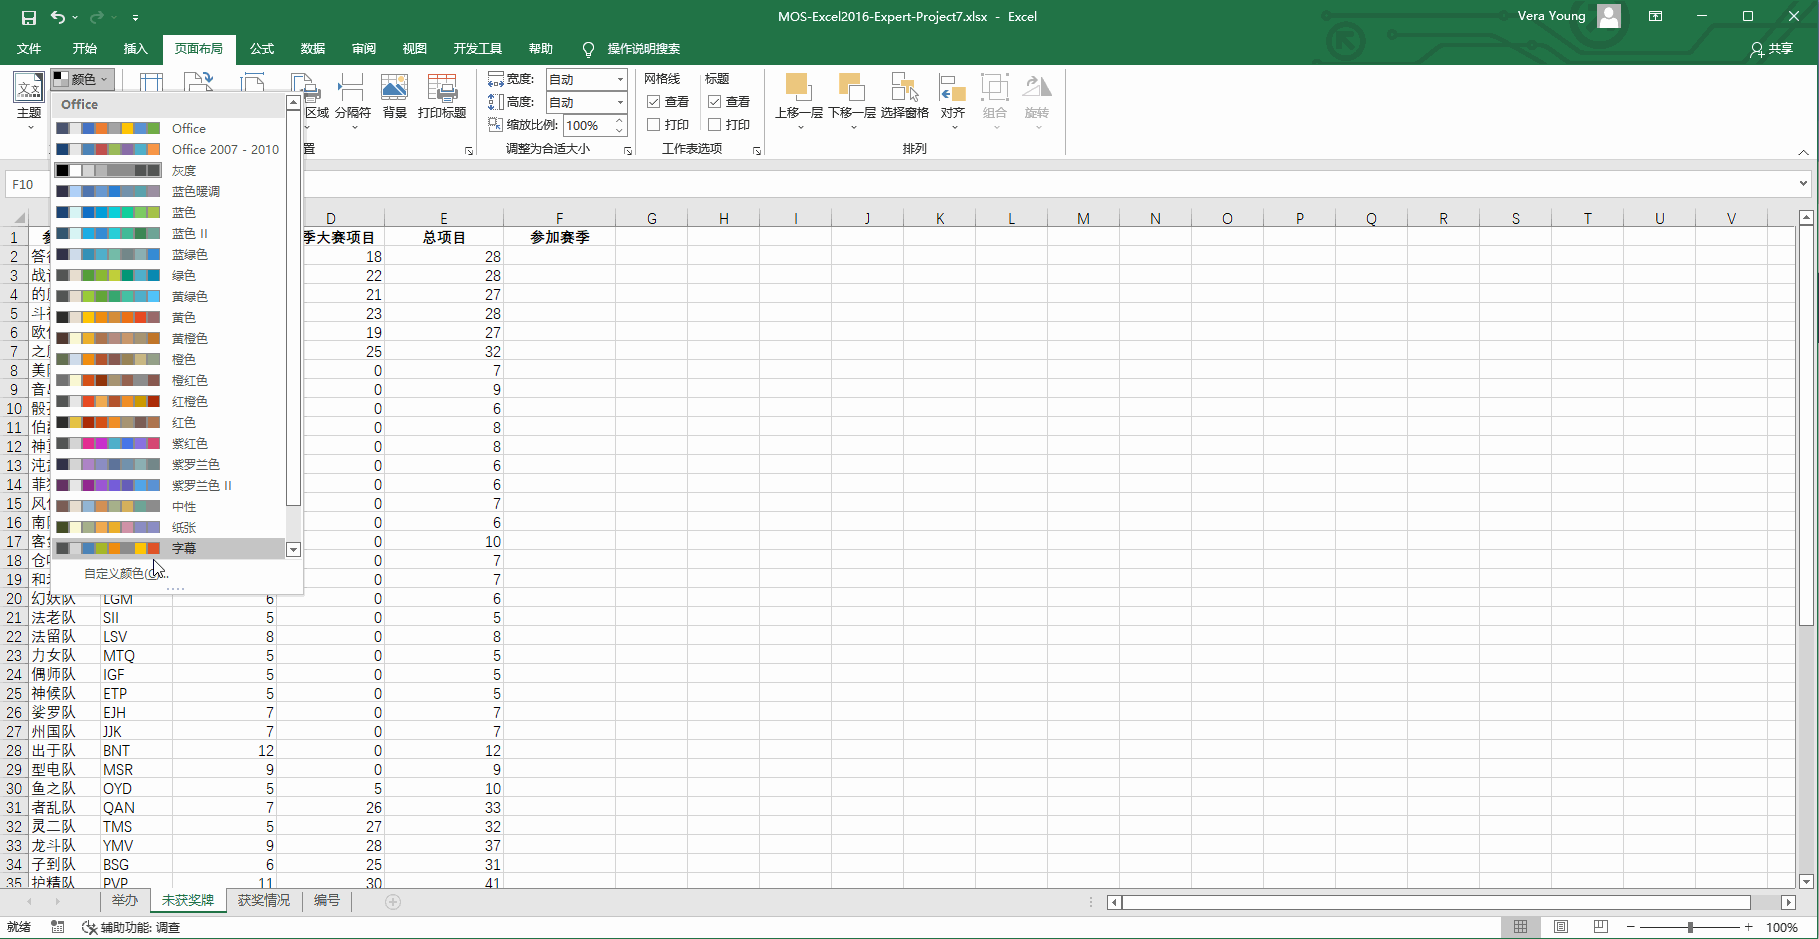 MOS-Excel2016-Expert-Project7.xlsx - Excel
Vera Young
文件 开始 插入 页面布局 公式 数据 审阅 视图 开发工具 帮助 操作说明搜索 共享
主题
颜色
区域 分隔符 背景 打印标题
宽度: 自动
高度: 自动
缩放比例: 100%
调整为合适大小
网格线 标题
查看 查看
打印 打印
工作表选项
上移一层 下移一层 选择窗格 对齐 组合 旋转
排列
置
F10
Office
Office
Office 2007 - 2010
灰度
蓝色暖调
蓝色
蓝色 II
蓝绿色
绿色
黄绿色
黄色
黄橙色
橙色
橙红色
红橙色
红色
紫红色
紫罗兰色
紫罗兰色 II
中性
纸张
字幕
自定义颜色(
D E F G H I J K L M N O P Q R S T U V
1 季大赛项目 总项目 参加赛季
2 18 28
3 战 22 28
4 的 21 27
5 斗 23 28
6 欧 19 27
7 之 25 32
8 美 0 7
9 音 0 9
10 骰 0 6
11 伯 0 8
12 神 0 8
13 沌 0 6
14 菲 0 6
15 风 0 7
16 南 0 6
17 客 0 10
18 仓 0 7
19 和 0 7
20 幻妖队 LGM 6 0 6
21 法老队 SII 5 0 5
22 法留队 LSV 8 0 8
23 力女队 MTQ 5 0 5
24 偶师队 IGF 5 0 5
25 神候队 ETP 5 0 5
26 娑罗队 EJH 7 0 7
27 州国队 JJK 7 0 7
28 出于队 BNT 12 0 12
29 型电队 MSR 9 0 9
30 鱼之队 OYD 5 5 10
31 者乱队 QAN 7 26 33
32 灵二队 TMS 5 27 32
33 龙斗队 YMV 9 28 37
34 子到队 BSG 6 25 31
35 护精队 PVP 11 30 41
举办 未获奖牌 获奖情况 编号
就绪 辅助功能: 调查 100%